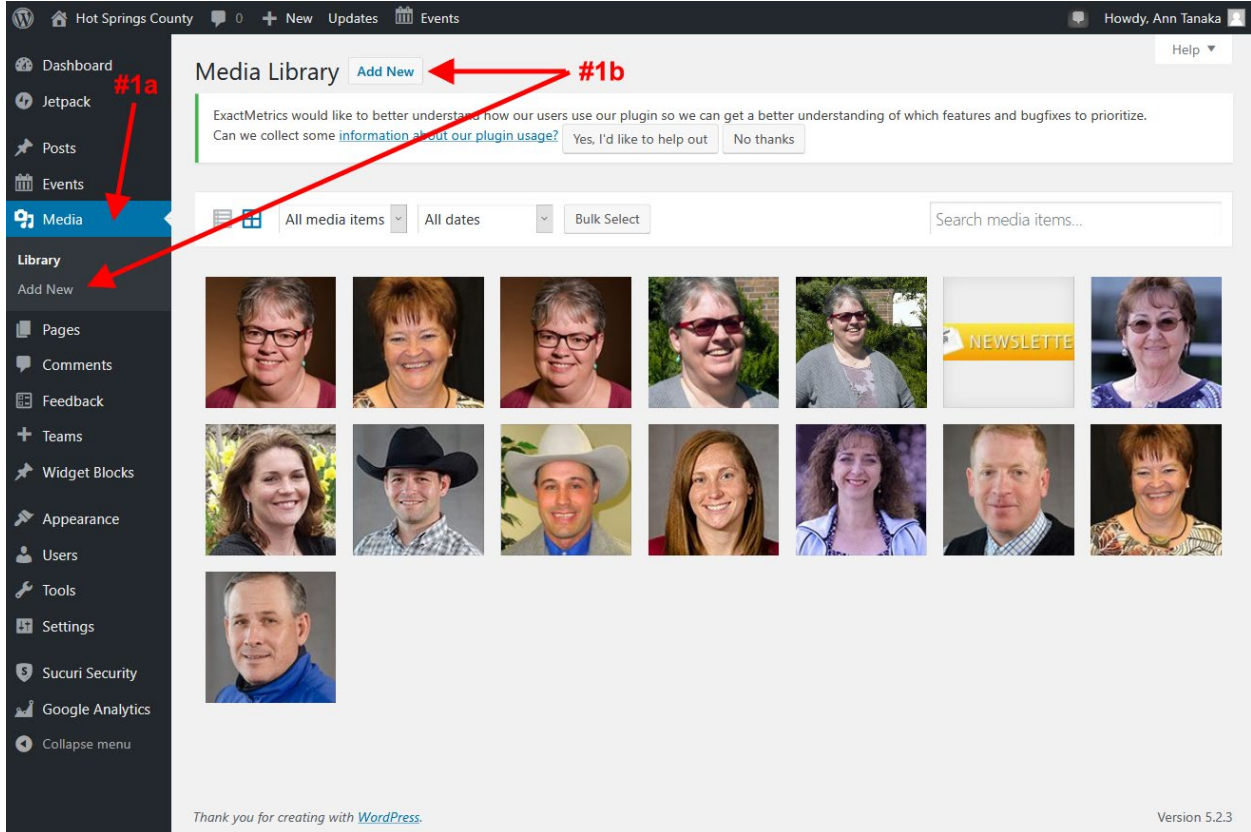 Hot Springs County 0 + New Updates Events Howdy, Ann Tanaka
Help ▼
Dashboard
#1a
Jetpack
Posts
Events
Media
Library
Add New
Pages
Comments
Feedback
Teams
Widget Blocks
Appearance
Users
Tools
Settings
Sucuri Security
Google Analytics
Collapse menu
Media Library Add New #1b
ExactMetrics would like to better understand how our users use our plugin so we can get a better understanding of which features and bugfixes to prioritize.
Can we collect some information about our plugin usage? Yes, I'd like to help out No thanks
All media items All dates Bulk Select Search media items...
NEWSLETTE
Thank you for creating with WordPress. Version 5.2.3